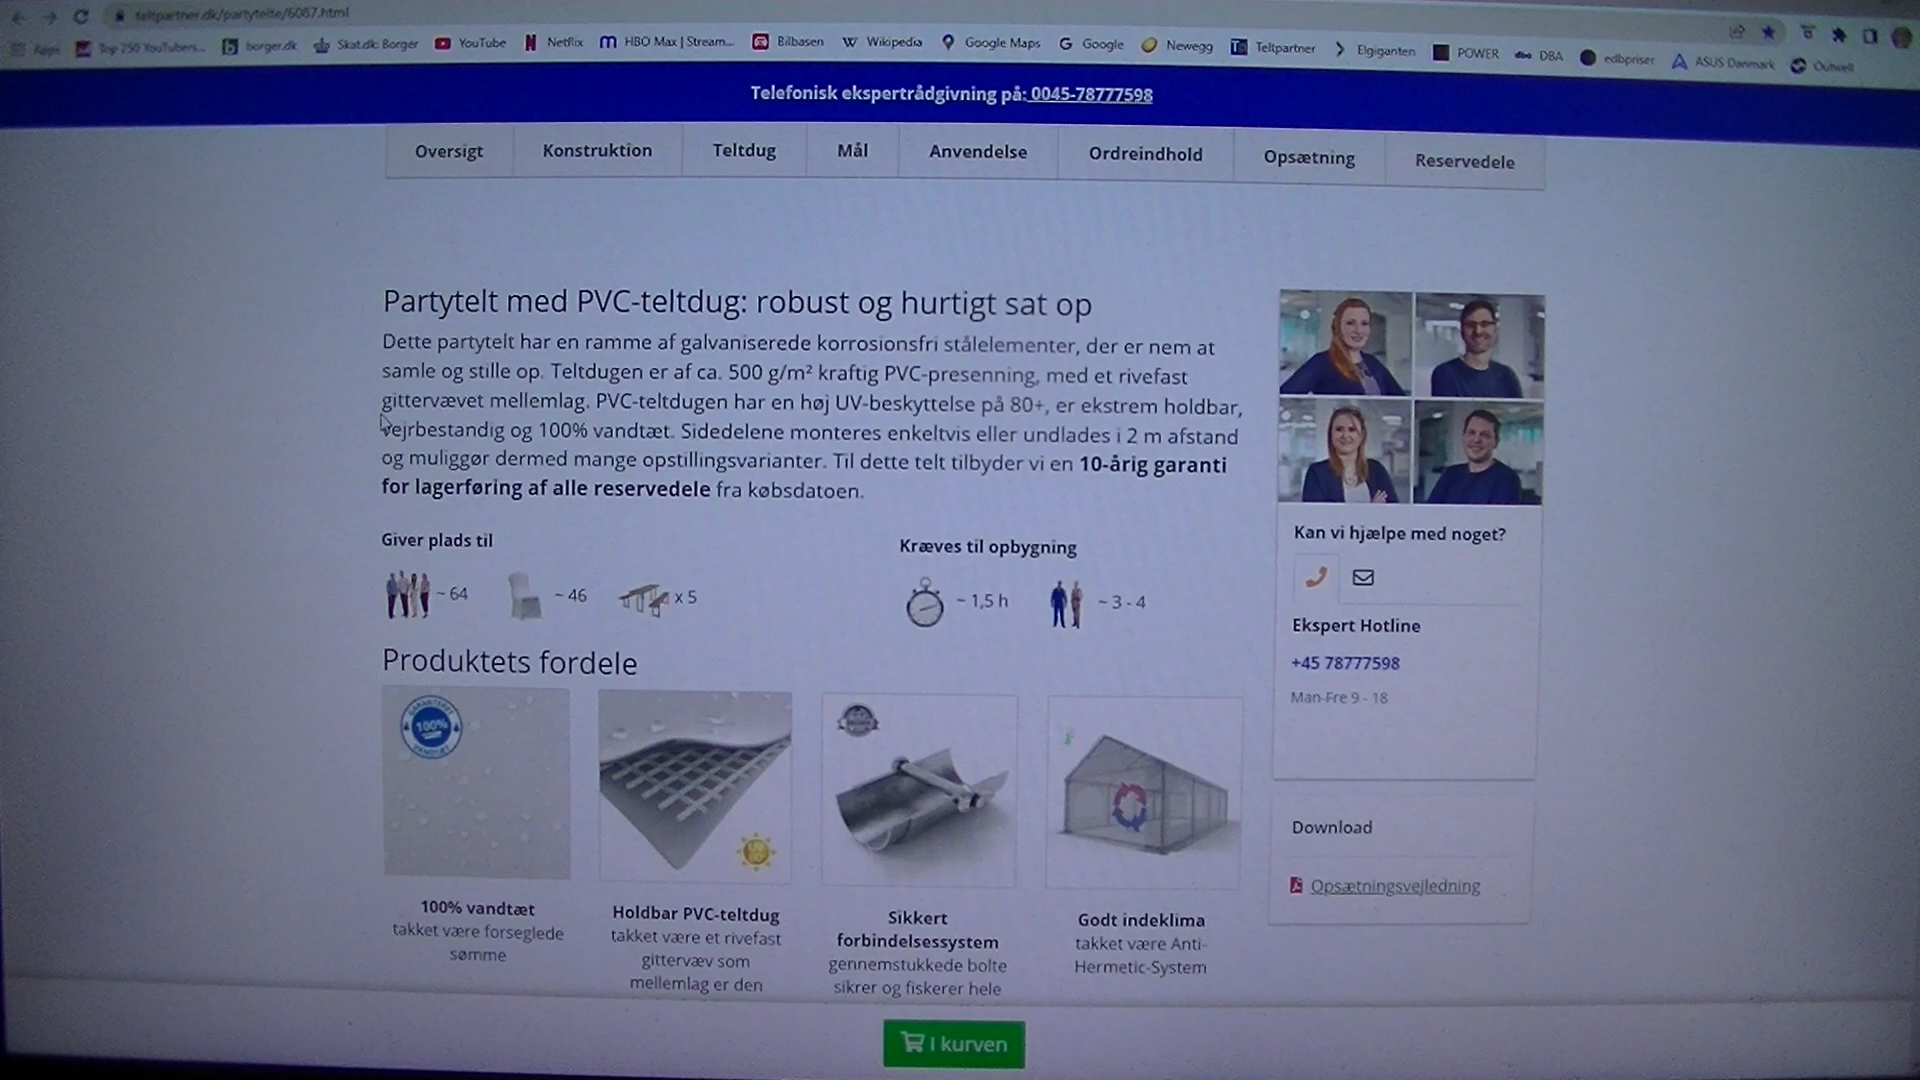 teltpartner.dk/partytelte/6087.html
Apps Top 250 YouTubers... borger.dk Skat.dk: Borger YouTube Netflix HBO Max | Stream... Bilbasen Wikipedia Google Maps Google Newegg Teltpartner Elgiganten POWER DBA edbpriser ASUS Danmark Outwell
Telefonisk ekspertrådgivning på: 0045-78777598
Oversigt Konstruktion Teltdug Mål Anvendelse Ordreindhold Opsætning Reservedele
Partytelt med PVC-teltdug: robust og hurtigt sat op
Dette partytelt har en ramme af galvaniserede korrosionsfri stålelementer, der er nem at
samle og stille op. Teltdugen er af ca. 500 g/m² kraftig PVC-presenning, med et rivefast
gittervævet mellemlag. PVC-teltdugen har en høj UV-beskyttelse på 80+, er ekstrem holdbar,
vejrbestandig og 100% vandtæt. Sidedelene monteres enkeltvis eller undlades i 2 m afstand
og muliggør dermed mange opstillingsvarianter. Til dette telt tilbyder vi en 10-årig garanti
for lagerføring af alle reservedele fra købsdatoen.
Giver plads til
~ 64 ~ 46 x 5
Kræves til opbygning
~ 1,5 h ~ 3 - 4
Produktets fordele
GARANTERET
100%
VANDTÆT
100% vandtæt
takket være forseglede
sømme
UV
80+
Holdbar PVC-teltdug
takket være et rivefast
gittervæv som
mellemlag er den
Sikkert
forbindelsessystem
gennemstukkede bolte
sikrer og fiskerer hele
Godt indeklima
takket være Anti-
Hermetic-System
Kan vi hjælpe med noget?
Ekspert Hotline
+45 78777598
Man-Fre 9 - 18
Download
Opsætningsvejledning
I kurven